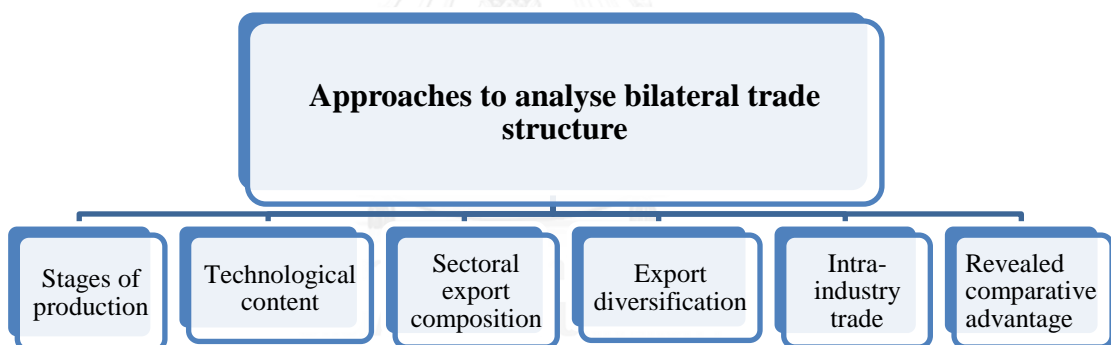 Approaches to analyse bilateral trade
structure
Stages of
production
Technological
content
Sectoral
export
composition
Export
diversification
Intra-
industry
trade
Revealed
comparative
advantage